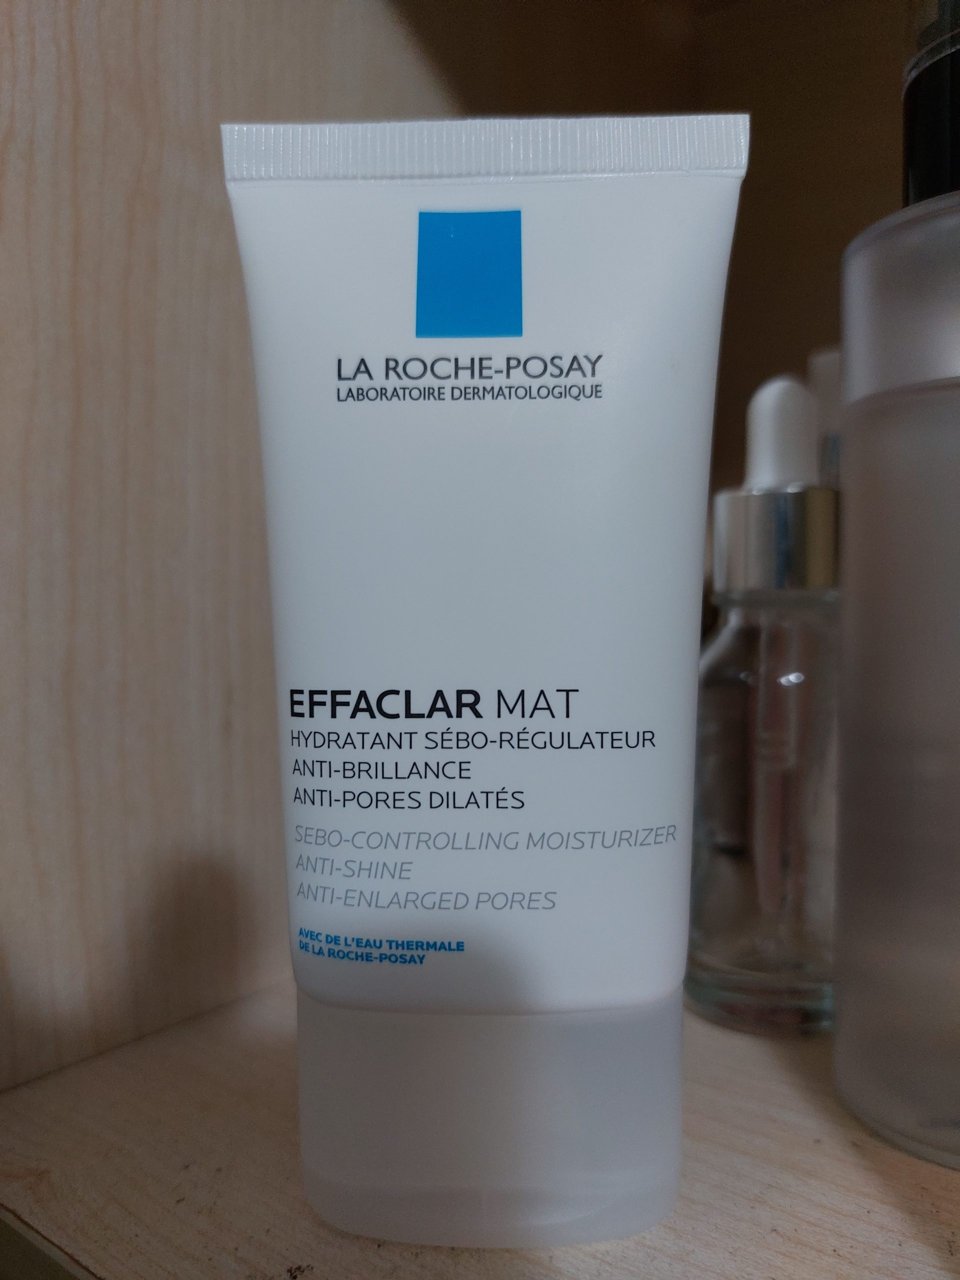 LA ROCHE-POSAY
LABORATOIRE DERMATOLOGIQUE
EFFACLAR MAT
HYDRATANT SÉBO-RÉGULATEUR
ANTI-BRILLANCE
ANTI-PORES DILATÉS
SEBO-CONTROLLING MOISTURIZER
ANTI-SHINE
ANTI-ENLARGED PORES
AVEC DE L'EAU THERMALE
DE LA ROCHE-POSAY